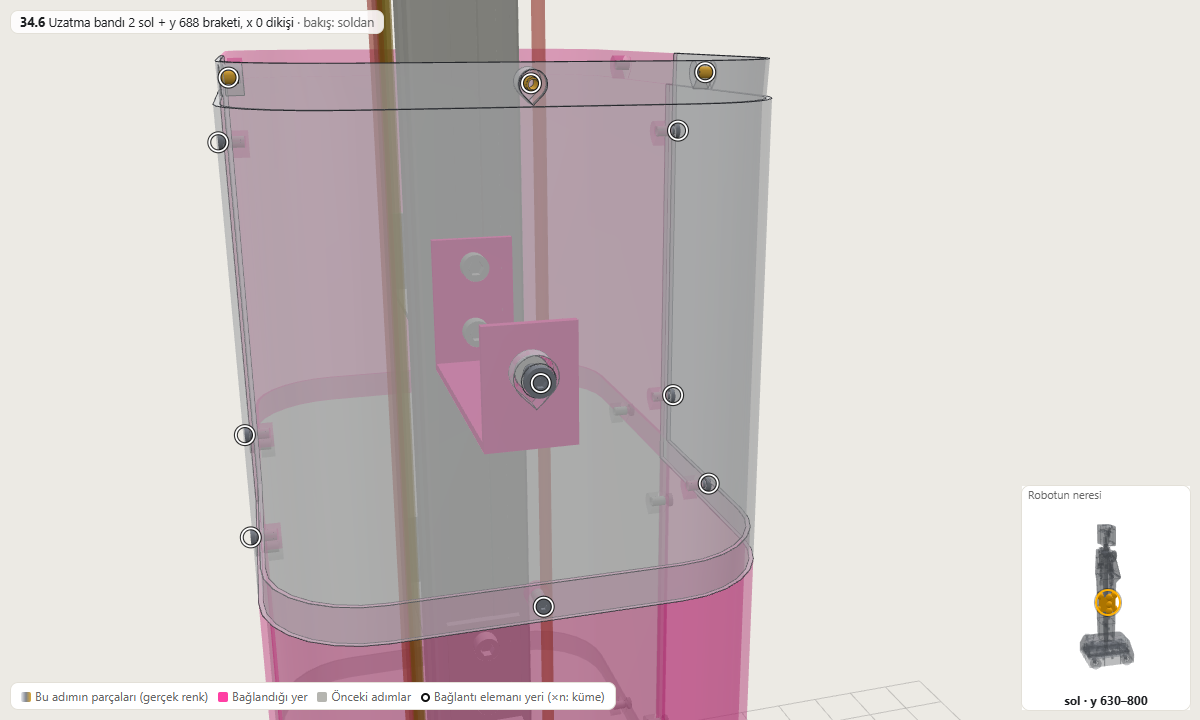 34.6 Uzatma bandı 2 sol + y 688 braketi, x 0 dikişi · bakış: soldan
Robotun neresi
sol · y 630–800
Bu adımın parçaları (gerçek renk) Bağlandığı yer Önceki adımlar Bağlantı elemanı yeri (×n: küme)